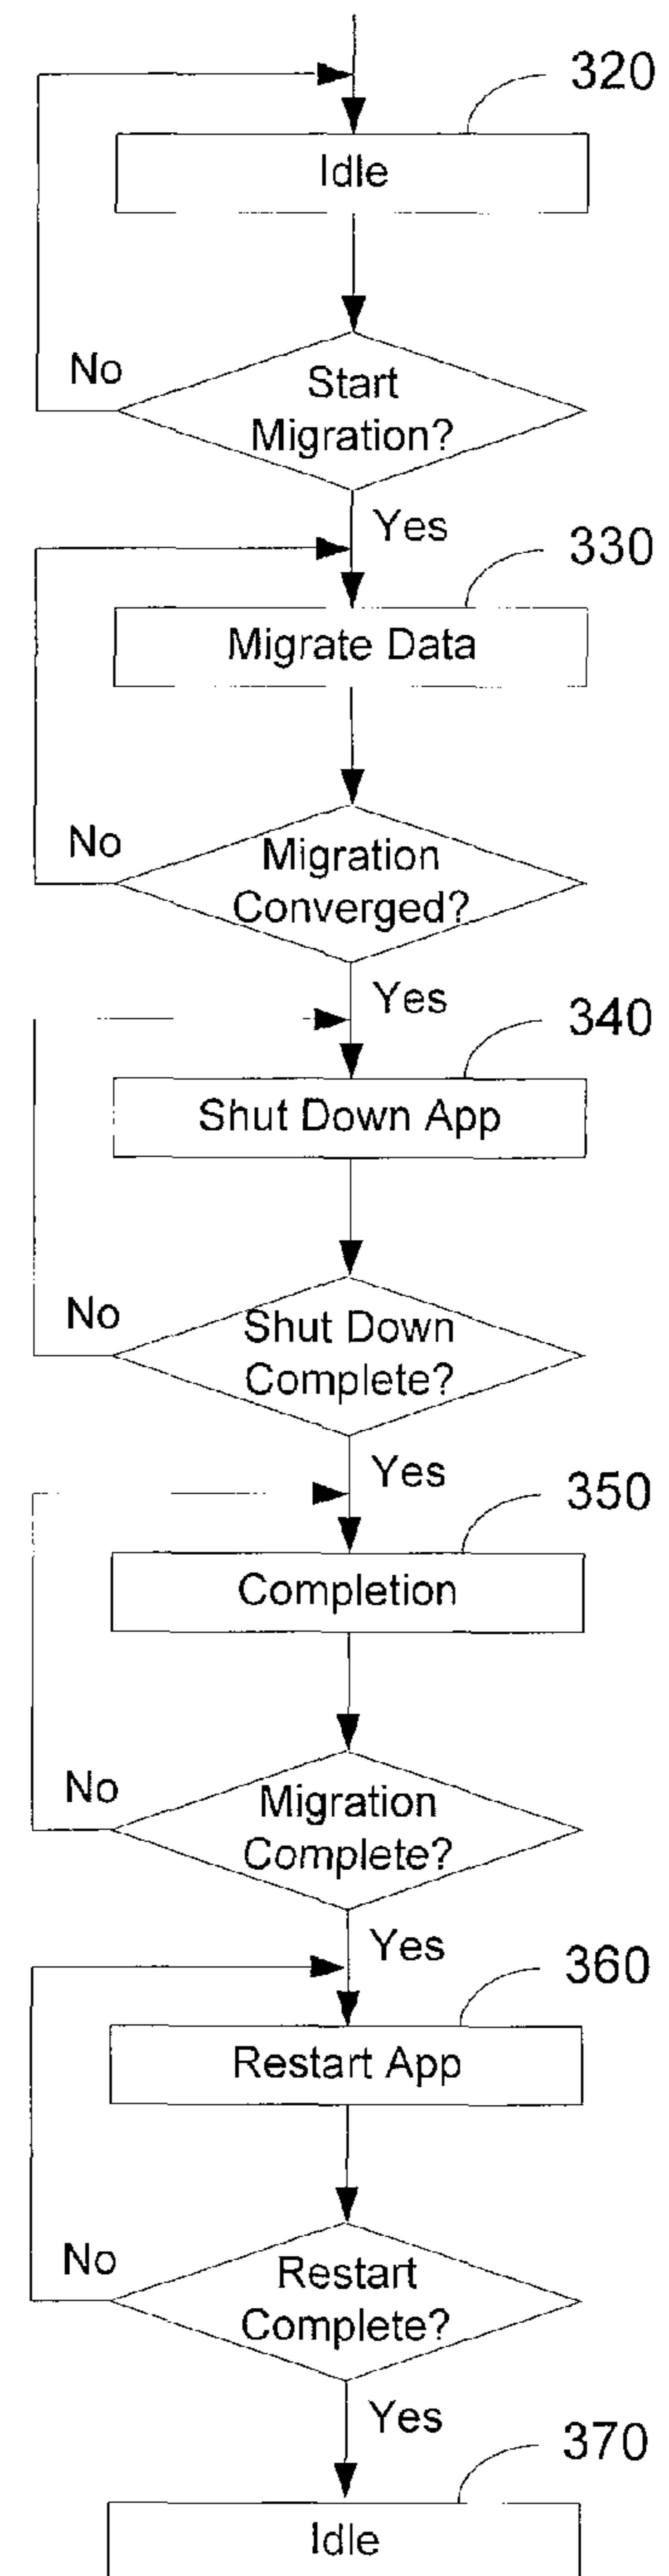 320
Idle
No
Start
Migration?
Yes
330
Migrate Data
No
Migration
Converged?
Yes
340
Shut Down App
No
Shut Down
Complete?
Yes
350
Completion
No
Migration
Complete?
Yes
360
Restart App
No
Restart
Complete?
Yes
370
Idle